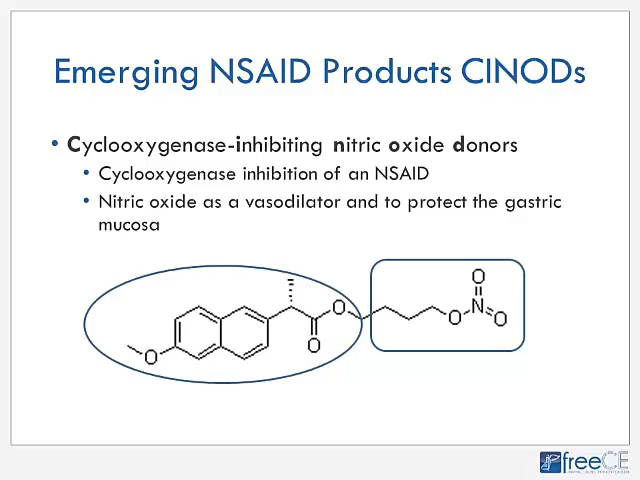 Emerging NSAID Products CINODs
• Cyclooxygenase-inhibiting nitric oxide donors
• Cyclooxygenase inhibition of an NSAID
• Nitric oxide as a vasodilator and to protect the gastric
mucosa
O
O N
O O O
O
O
freeCE